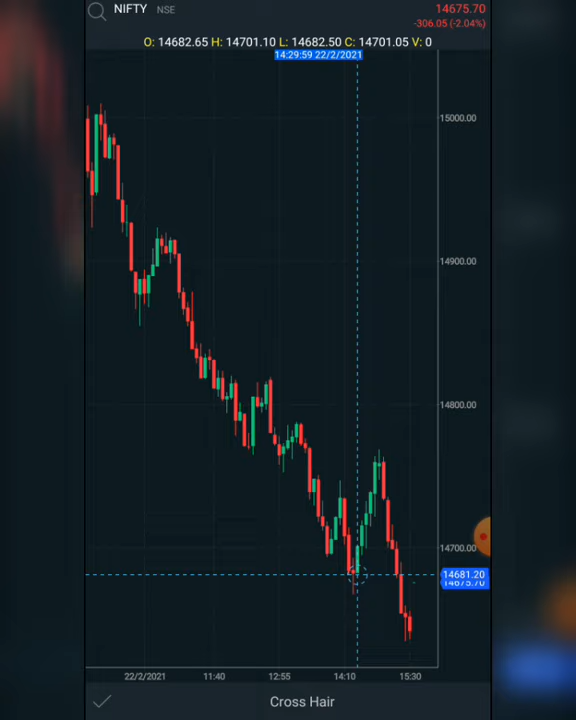 NIFTY NSE 14675.70
-306.05 (-2.04%)
O: 14682.65 H: 14701.10 L: 14682.50 C: 14701.05 V: 0
14:29:59 22/2/2021
15000.00
14900.00
14800.00
14700.00
14681.20
14675.70
22/2/2021 11:40 12:55 14:10 15:30
Cross Hair